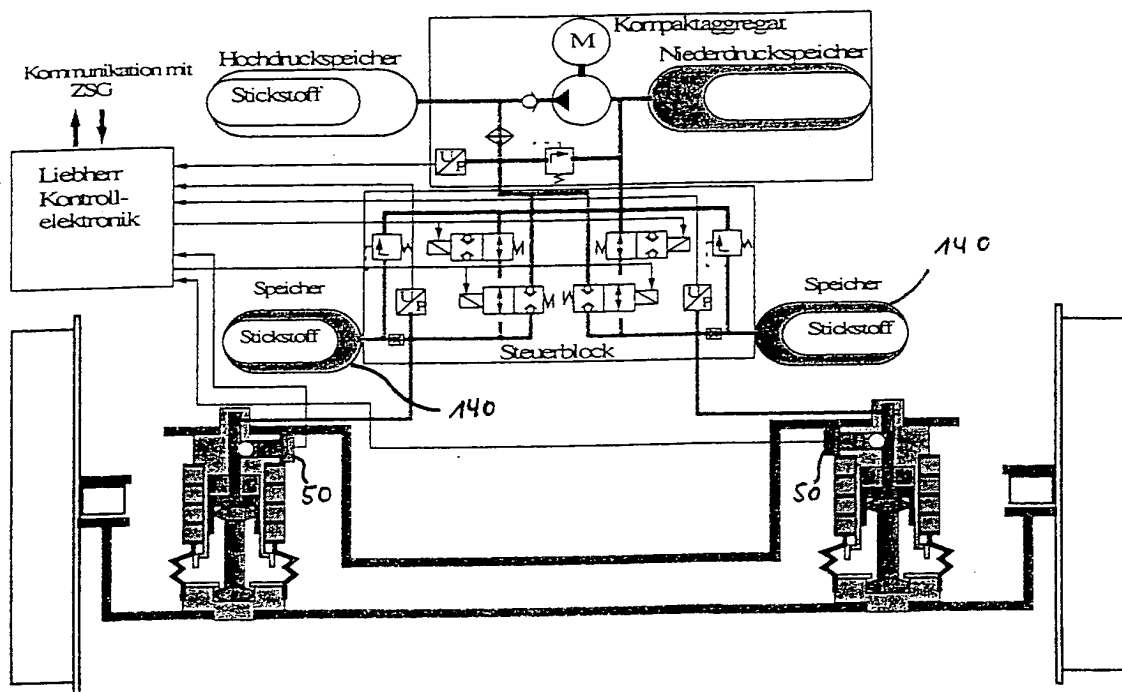 Kompaktaggregat
M
Hochdruckspeicher
Niederdruckspeicher
Kommunikation mit
ZSG
Stickstoff
Liebherr
Kontroll-
elektronik
U
P
M
M
140
Speicher
Speicher
U
P
M
M
U
P
Stickstoff
Stickstoff
Steuerblock
140
50
50